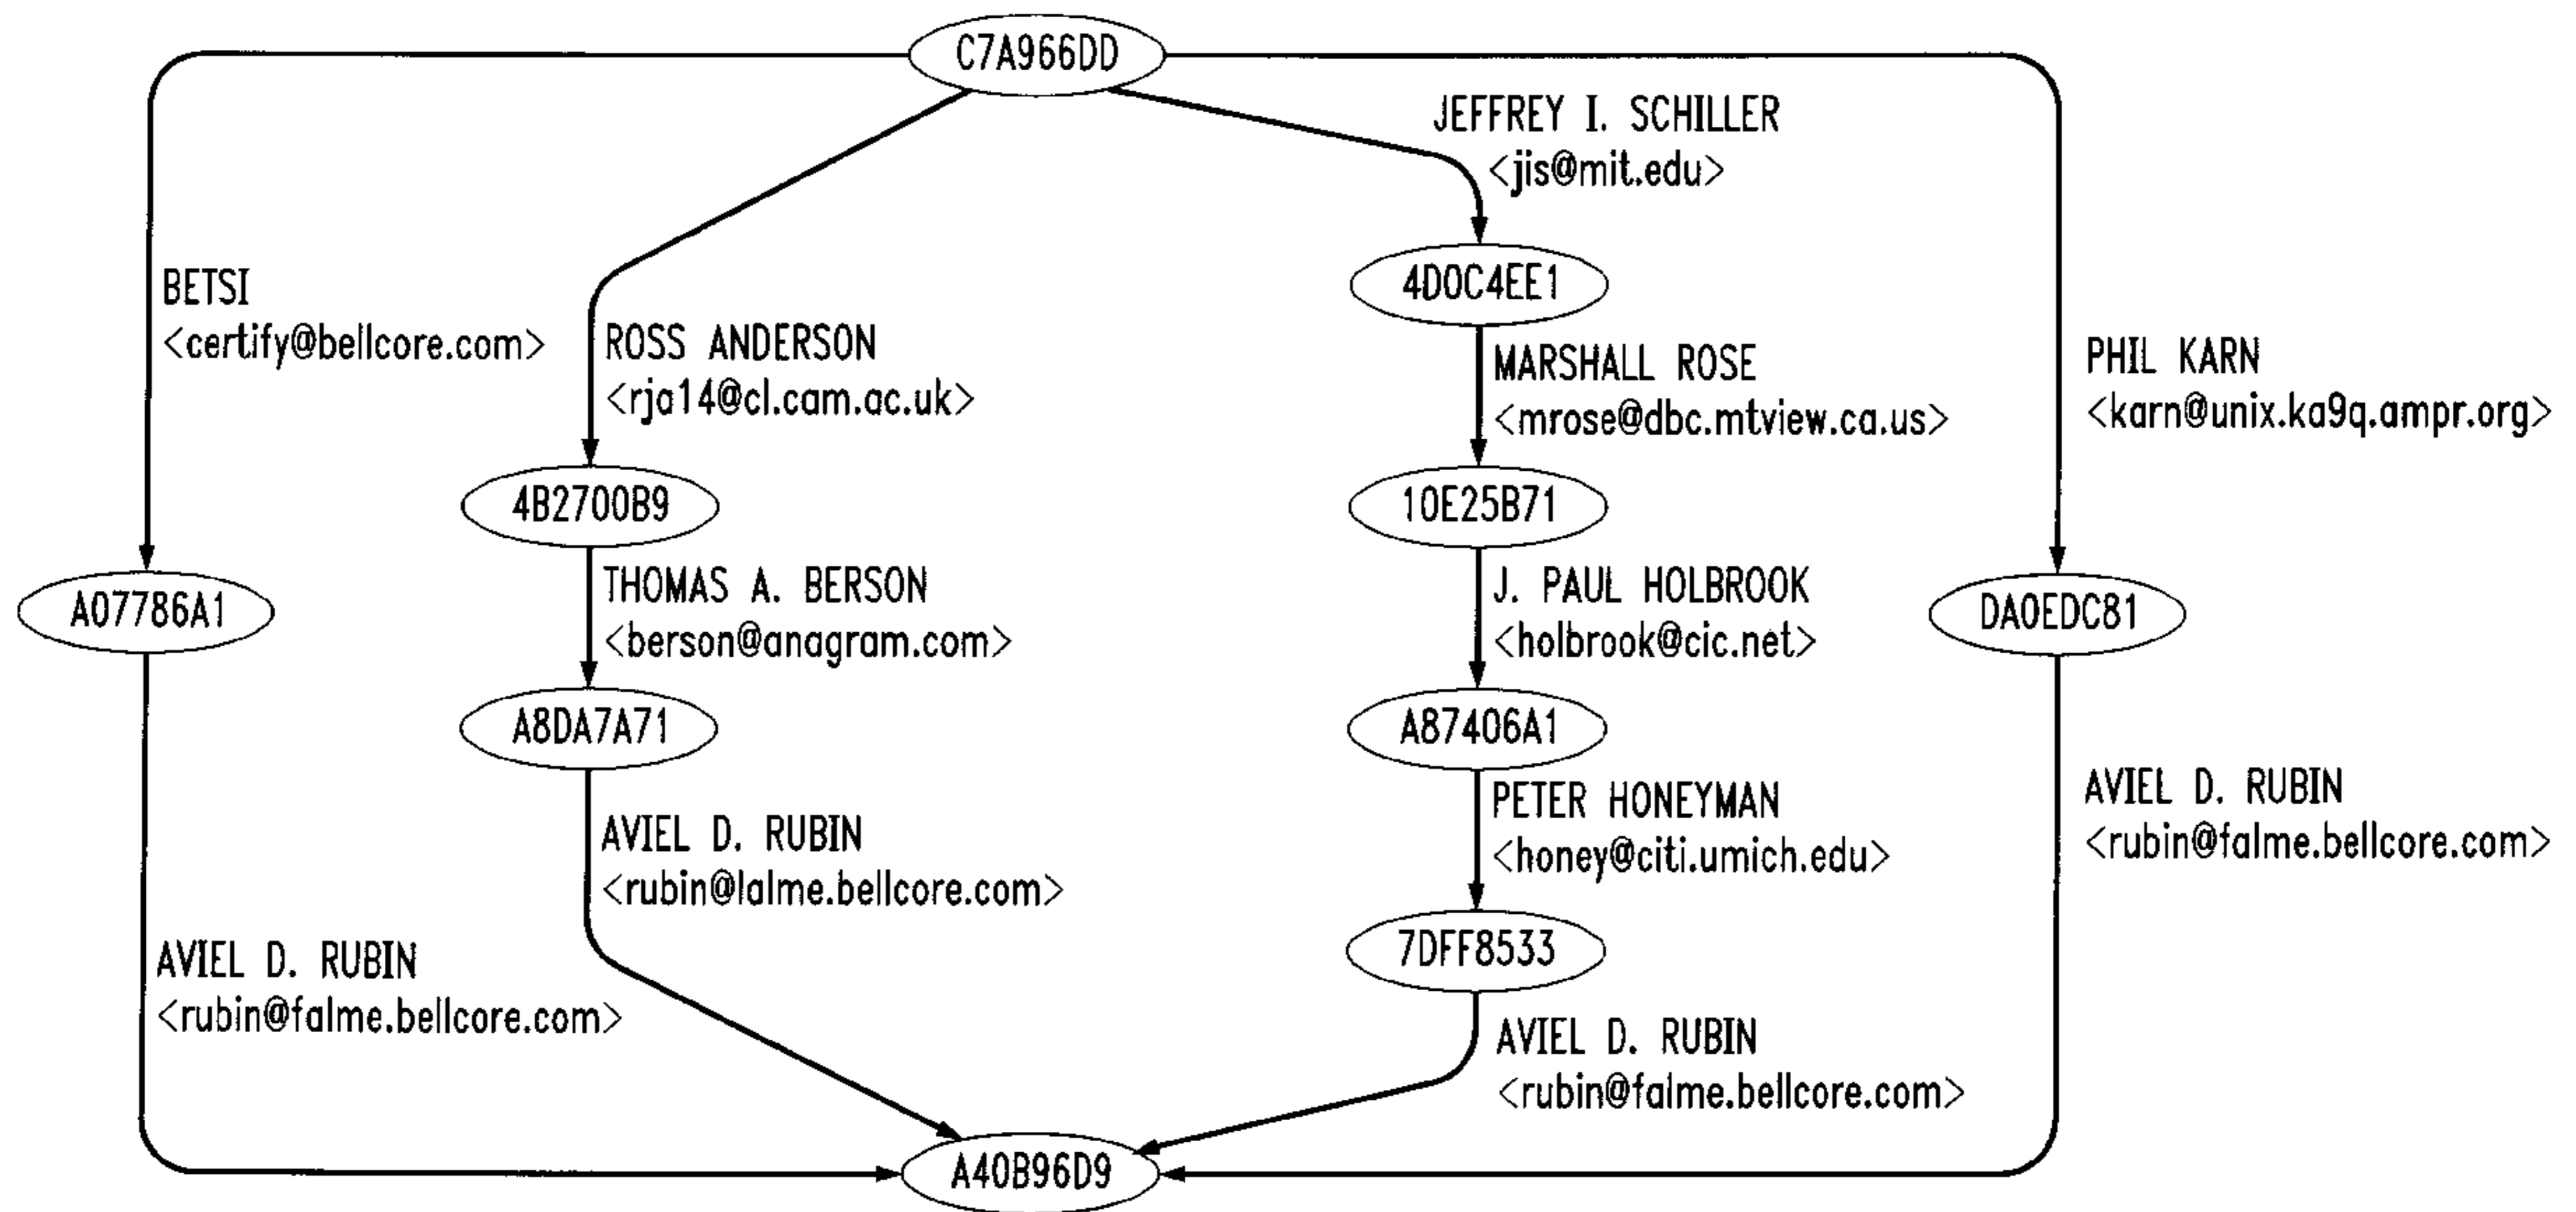 C7A966DD
JEFFREY I. SCHILLER
<jis@mit.edu>
BETSI
<certify@bellcore.com>
4D0C4EE1
ROSS ANDERSON
<rja14@cl.cam.ac.uk>
MARSHALL ROSE
<mrose@dbc.mtview.ca.us>
PHIL KARN
<karn@unix.ka9q.ampr.org>
4B2700B9
10E25B71
A07786A1
THOMAS A. BERSON
<berson@anagram.com>
J. PAUL HOLBROOK
<holbrook@cic.net>
DA0EDC81
A8DA7A71
A87406A1
AVIEL D. RUBIN
<rubin@falme.bellcore.com>
AVIEL D. RUBIN
<rubin@lalme.bellcore.com>
PETER HONEYMAN
<honey@citi.umich.edu>
AVIEL D. RUBIN
<rubin@falme.bellcore.com>
7DFF8533
AVIEL D. RUBIN
<rubin@falme.bellcore.com>
A40B96D9